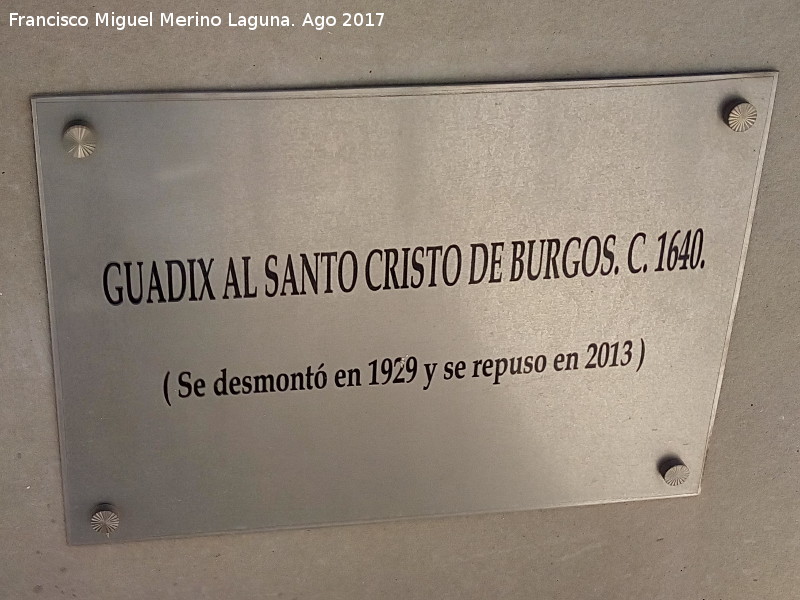 Francisco Miguel Merino Laguna. Ago 2017
GUADIX AL SANTO CRISTO DE BURGOS. C. 1640.
( Se desmontó en 1929 y se repuso en 2013 )